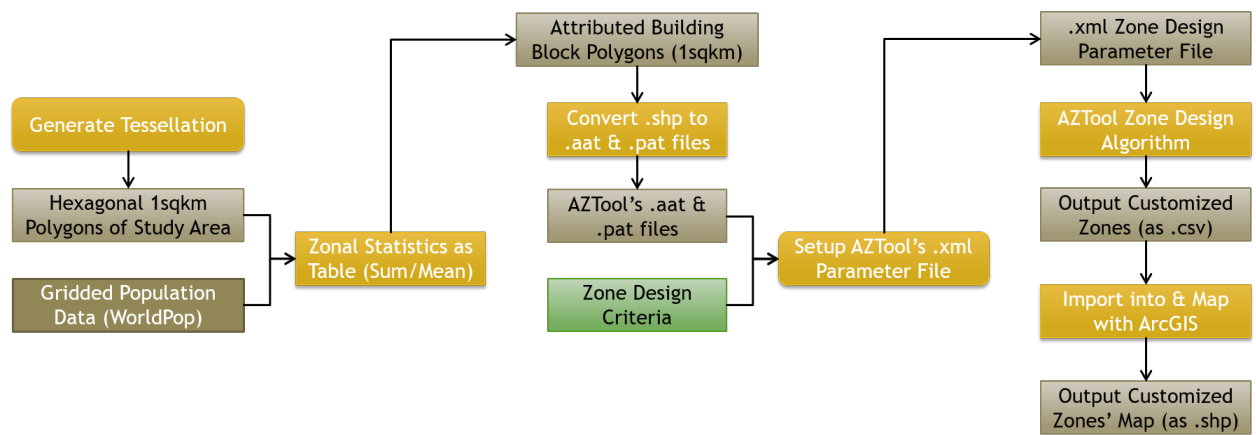 Generate Tessellation
Hexagonal 1sqkm
Polygons of Study Area
Gridded Population
Data (WorldPop)
Zonal Statistics as
Table (Sum/Mean)
Attributed Building
Block Polygons (1sqkm)
Convert .shp to
.aat & .pat files
AZTool's .aat &
.pat files
Zone Design
Criteria
Setup AZTool's .xml
Parameter File
.xml Zone Design
Parameter File
AZTool Zone Design
Algorithm
Output Customized
Zones (as .csv)
Import into & Map
with ArcGIS
Output Customized
Zones' Map (as .shp)